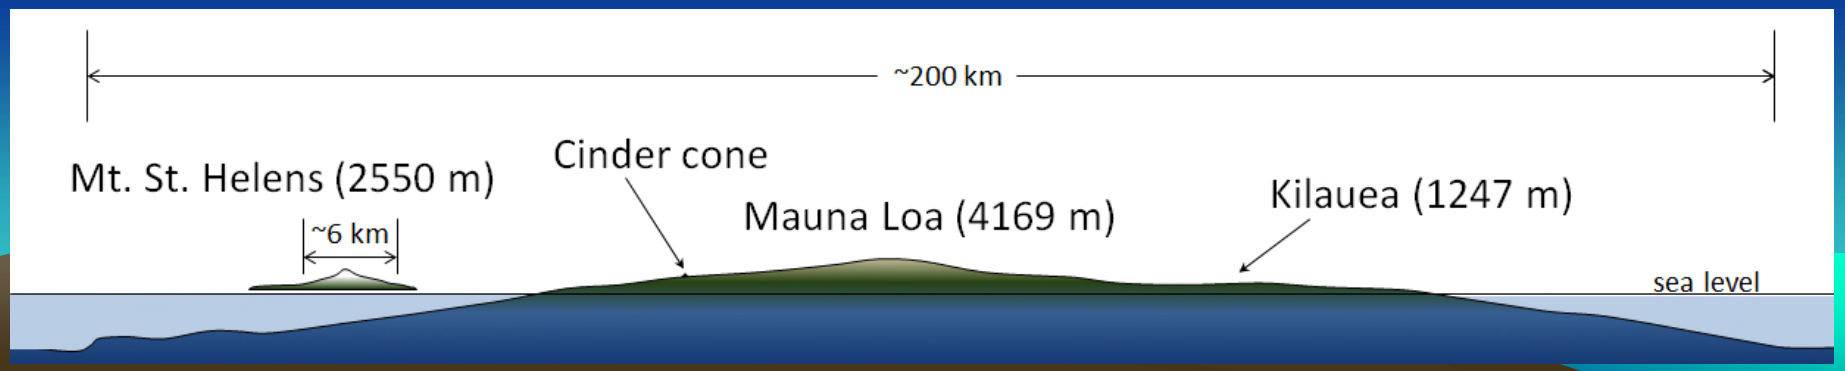 ~200 km
Cinder cone
Mt. St. Helens (2550 m)
Kilauea (1247 m)
Mauna Loa (4169 m)
~6 km
sea level